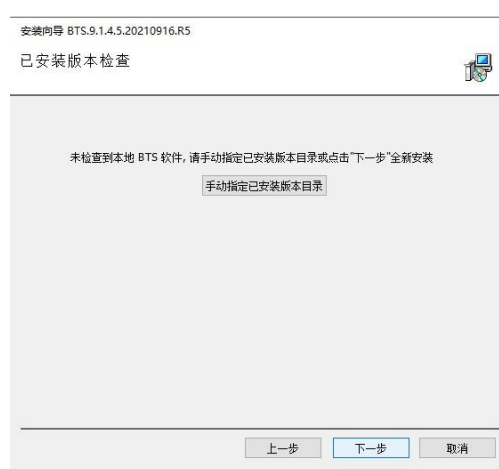 安装向导 BTS.9.1.4.5.20210916.R5
已安装版本检查
未检查到本地 BTS 软件, 请手动指定已安装版本目录或点击"下一步"全新安装
手动指定已安装版本目录
上一步 下一步 取消